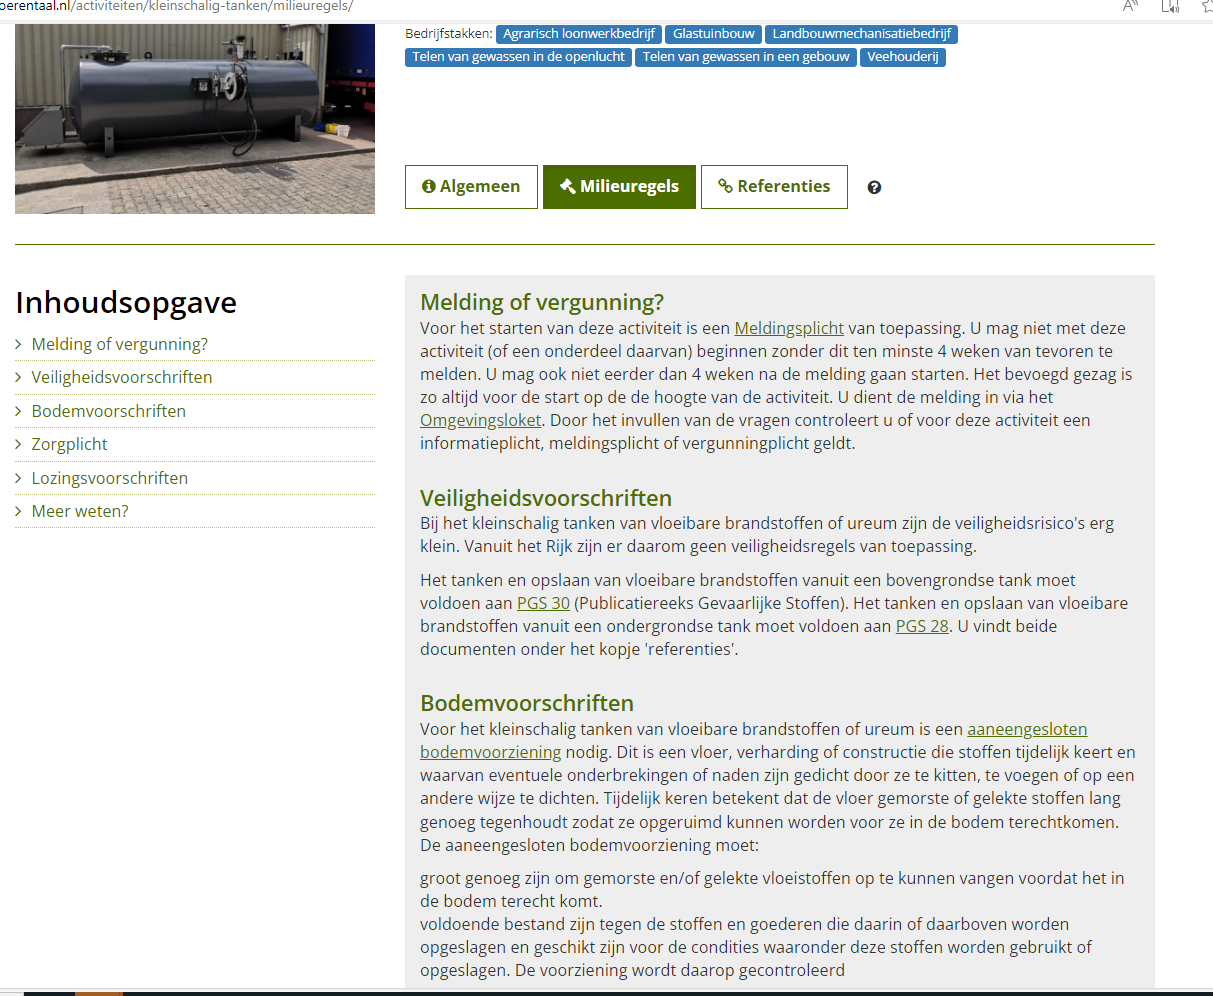 oerentaal.nl/activiteiten/kleinschalig-tanken/milieuregels/
Bedrijfstakken: Agrarisch loonwerkbedrijf Glastuinbouw Landbouwmechanisatiebedrijf
Telen van gewassen in de openlucht Telen van gewassen in een gebouw Veehouderij
Algemeen Milieuregels Referenties
Inhoudsopgave
Melding of vergunning?
Veiligheidsvoorschriften
Bodemvoorschriften
Zorgplicht
Lozingsvoorschriften
Meer weten?
Melding of vergunning?
Voor het starten van deze activiteit is een Meldingsplicht van toepassing. U mag niet met deze
activiteit (of een onderdeel daarvan) beginnen zonder dit ten minste 4 weken van tevoren te
melden. U mag ook niet eerder dan 4 weken na de melding gaan starten. Het bevoegd gezag is
zo altijd voor de start op de de hoogte van de activiteit. U dient de melding in via het
Omgevingsloket. Door het invullen van de vragen controleert u of voor deze activiteit een
informatieplicht, meldingsplicht of vergunningplicht geldt.
Veiligheidsvoorschriften
Bij het kleinschalig tanken van vloeibare brandstoffen of ureum zijn de veiligheidsrisico's erg
klein. Vanuit het Rijk zijn er daarom geen veiligheidsregels van toepassing.
Het tanken en opslaan van vloeibare brandstoffen vanuit een bovengrondse tank moet
voldoen aan PGS 30 (Publicatiereeks Gevaarlijke Stoffen). Het tanken en opslaan van vloeibare
brandstoffen vanuit een ondergrondse tank moet voldoen aan PGS 28. U vindt beide
documenten onder het kopje 'referenties'.
Bodemvoorschriften
Voor het kleinschalig tanken van vloeibare brandstoffen of ureum is een aaneengesloten
bodemvoorziening nodig. Dit is een vloer, verharding of constructie die stoffen tijdelijk keert en
waarvan eventuele onderbrekingen of naden zijn gedicht door ze te kitten, te voegen of op een
andere wijze te dichten. Tijdelijk keren betekent dat de vloer gemorste of gelekte stoffen lang
genoeg tegenhoudt zodat ze opgeruimd kunnen worden voor ze in de bodem terechtkomen.
De aaneengesloten bodemvoorziening moet:
groot genoeg zijn om gemorste en/of gelekte vloeistoffen op te kunnen vangen voordat het in
de bodem terecht komt.
voldoende bestand zijn tegen de stoffen en goederen die daarin of daarboven worden
opgeslagen en geschikt zijn voor de condities waaronder deze stoffen worden gebruikt of
opgeslagen. De voorziening wordt daarop gecontroleerd